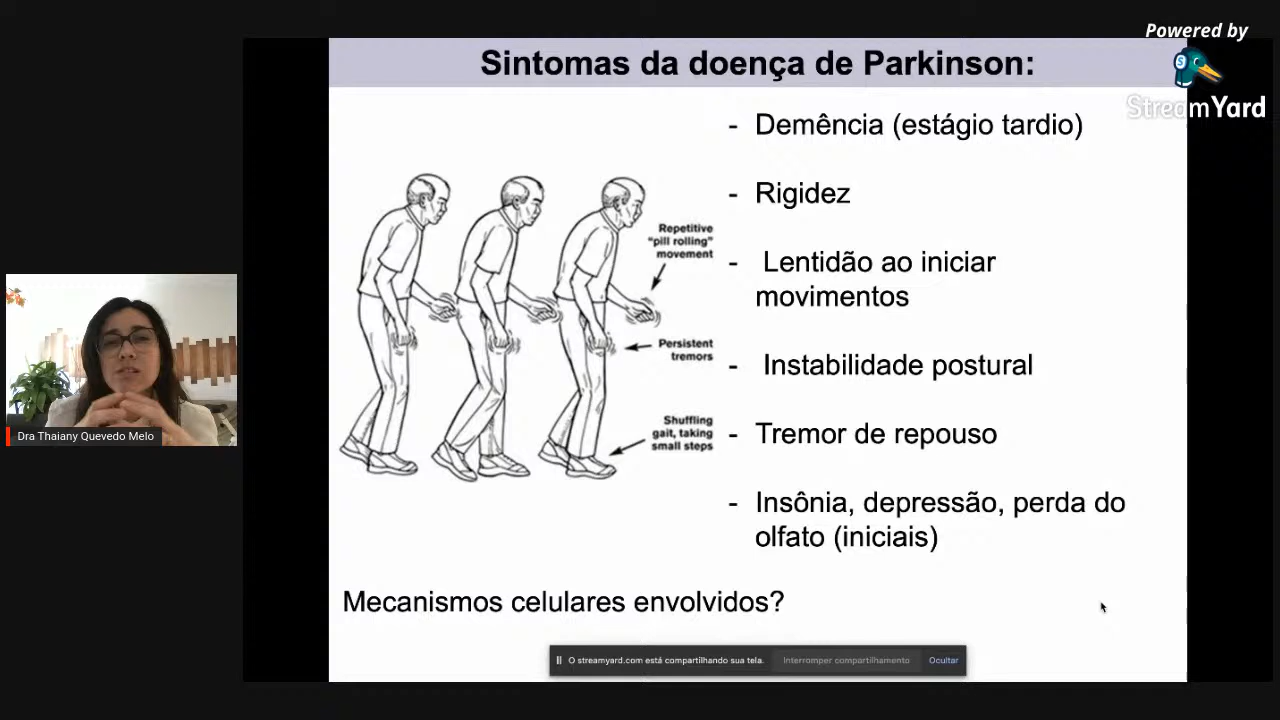 Powered by
StreamYard
Sintomas da doença de Parkinson:
- Demência (estágio tardio)
- Rigidez
- Lentidão ao iniciar
movimentos
- Instabilidade postural
- Tremor de repouso
- Insônia, depressão, perda do
olfato (iniciais)
Repetitive
"pill rolling"
movement
Persistent
tremors
Shuffling
gait, taking
small steps
Mecanismos celulares envolvidos?
Dra Thaiany Quevedo Melo
O streamyard.com está compartilhando sua tela.
Interromper compartilhamento
Ocultar